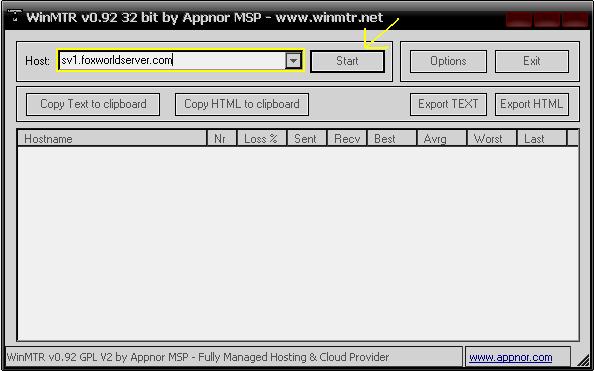 WinMTR v0.92 32 bit by Appnor MSP - www.winmtr.net
Host: sv1.foxworldserver.com Start Options Exit
Copy Text to clipboard Copy HTML to clipboard Export TEXT Export HTML
Hostname Nr Loss % Sent Recv Best Avrg Worst Last
WinMTR v0.92 GPL V2 by Appnor MSP - Fully Managed Hosting & Cloud Provider www.appnor.com